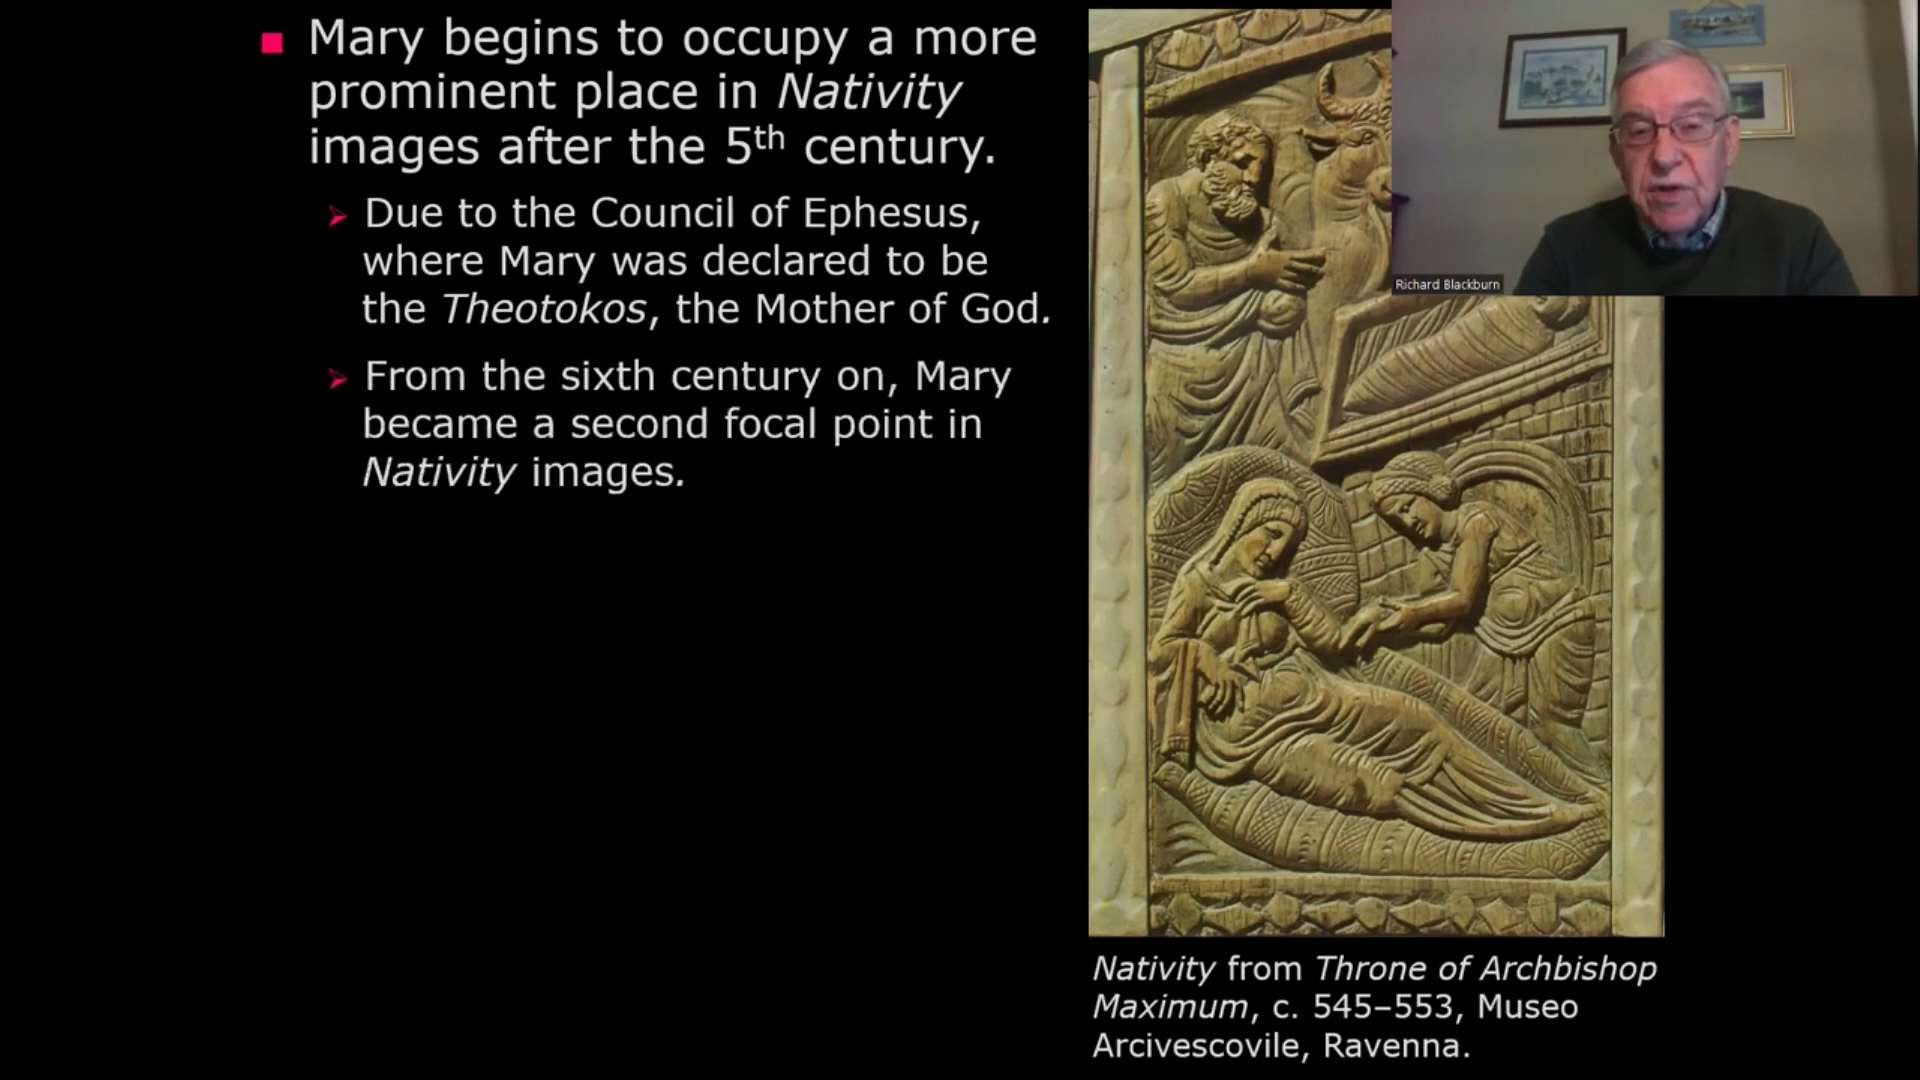 Mary begins to occupy a more
prominent place in Nativity
images after the 5th century.
Due to the Council of Ephesus,
where Mary was declared to be
the Theotokos, the Mother of God.
From the sixth century on, Mary
became a second focal point in
Nativity images.
Richard Blackburn
Nativity from Throne of Archbishop
Maximum, c. 545–553, Museo
Arcivescovile, Ravenna.